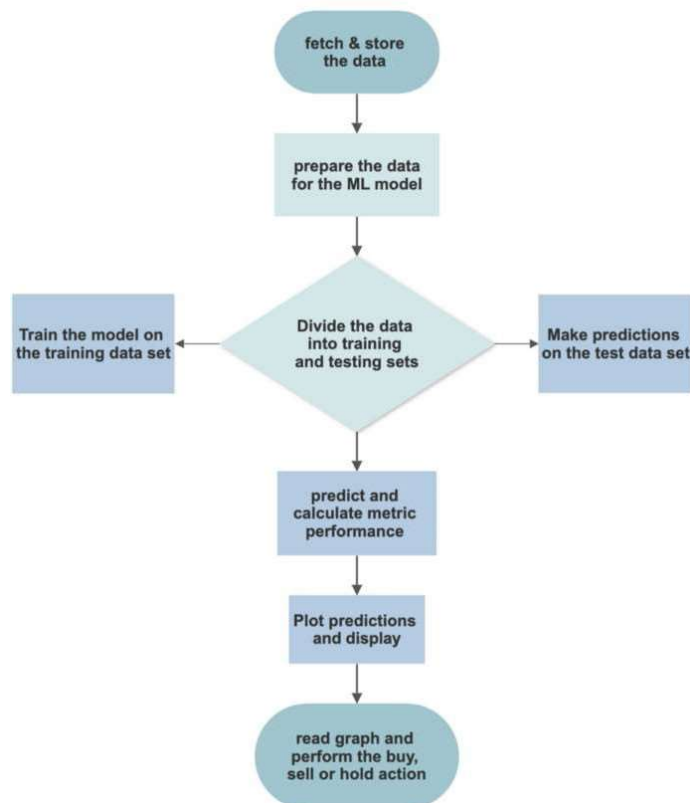 fetch & store
the data
prepare the data
for the ML model
Train the model on
the training data set
Divide the data
into training
and testing sets
Make predictions
on the test data set
predict and
calculate metric
performance
Plot predictions
and display
read graph and
perform the buy,
sell or hold action